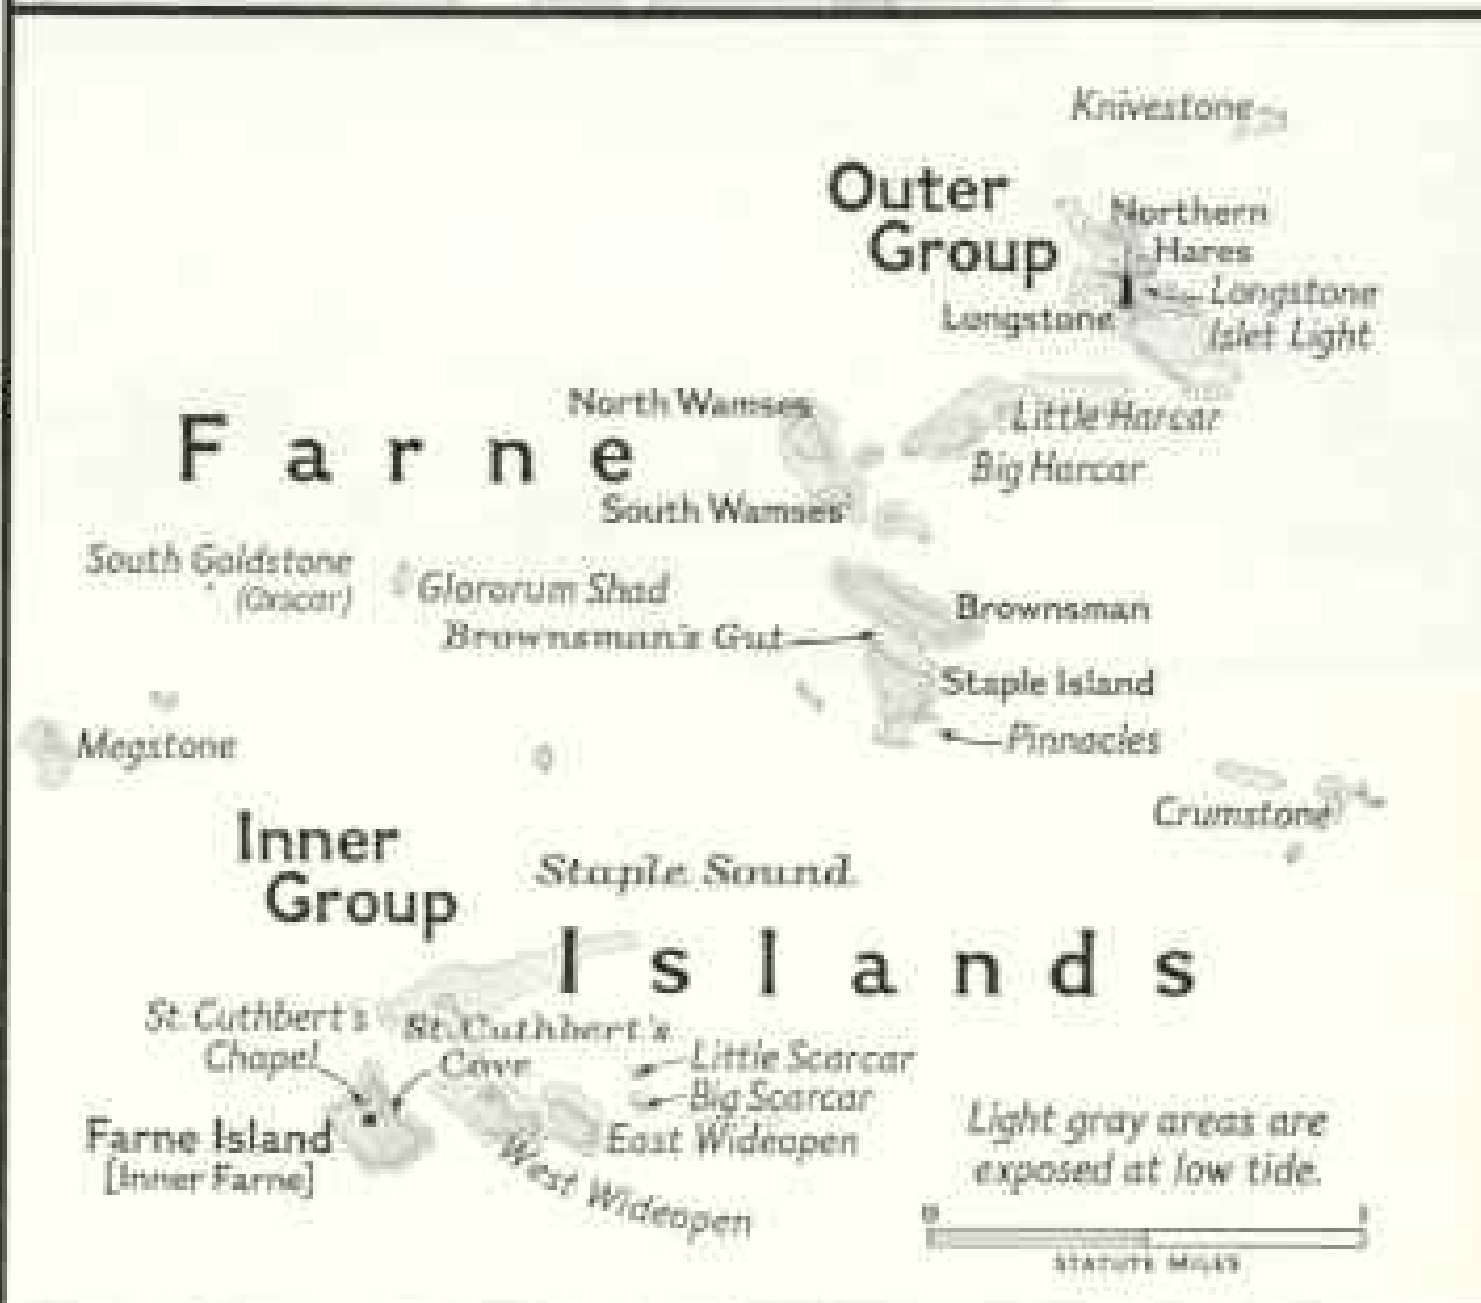 Knivestone
Outer
Group
Northern
Hares
Longstone
Islet Light
Longstone
North Wamses
Farne
Little Harcar
Big Harcar
South Wamses
South Goldstone
(Oxscar)
Glororum Shad
Brownsman
Brownsman's Gut
Staple Island
Pinnacles
Megstone
Crumstone
Inner
Group
Staple Sound
Islands
St. Cuthbert's
Chapel
St. Cuthbert's
Cove
Little Scarcar
Big Scarcar
Farne Island
[Inner Farne]
East Wideopen
West Wideopen
Light gray areas are
exposed at low tide.
0 1
STATUTE MILES